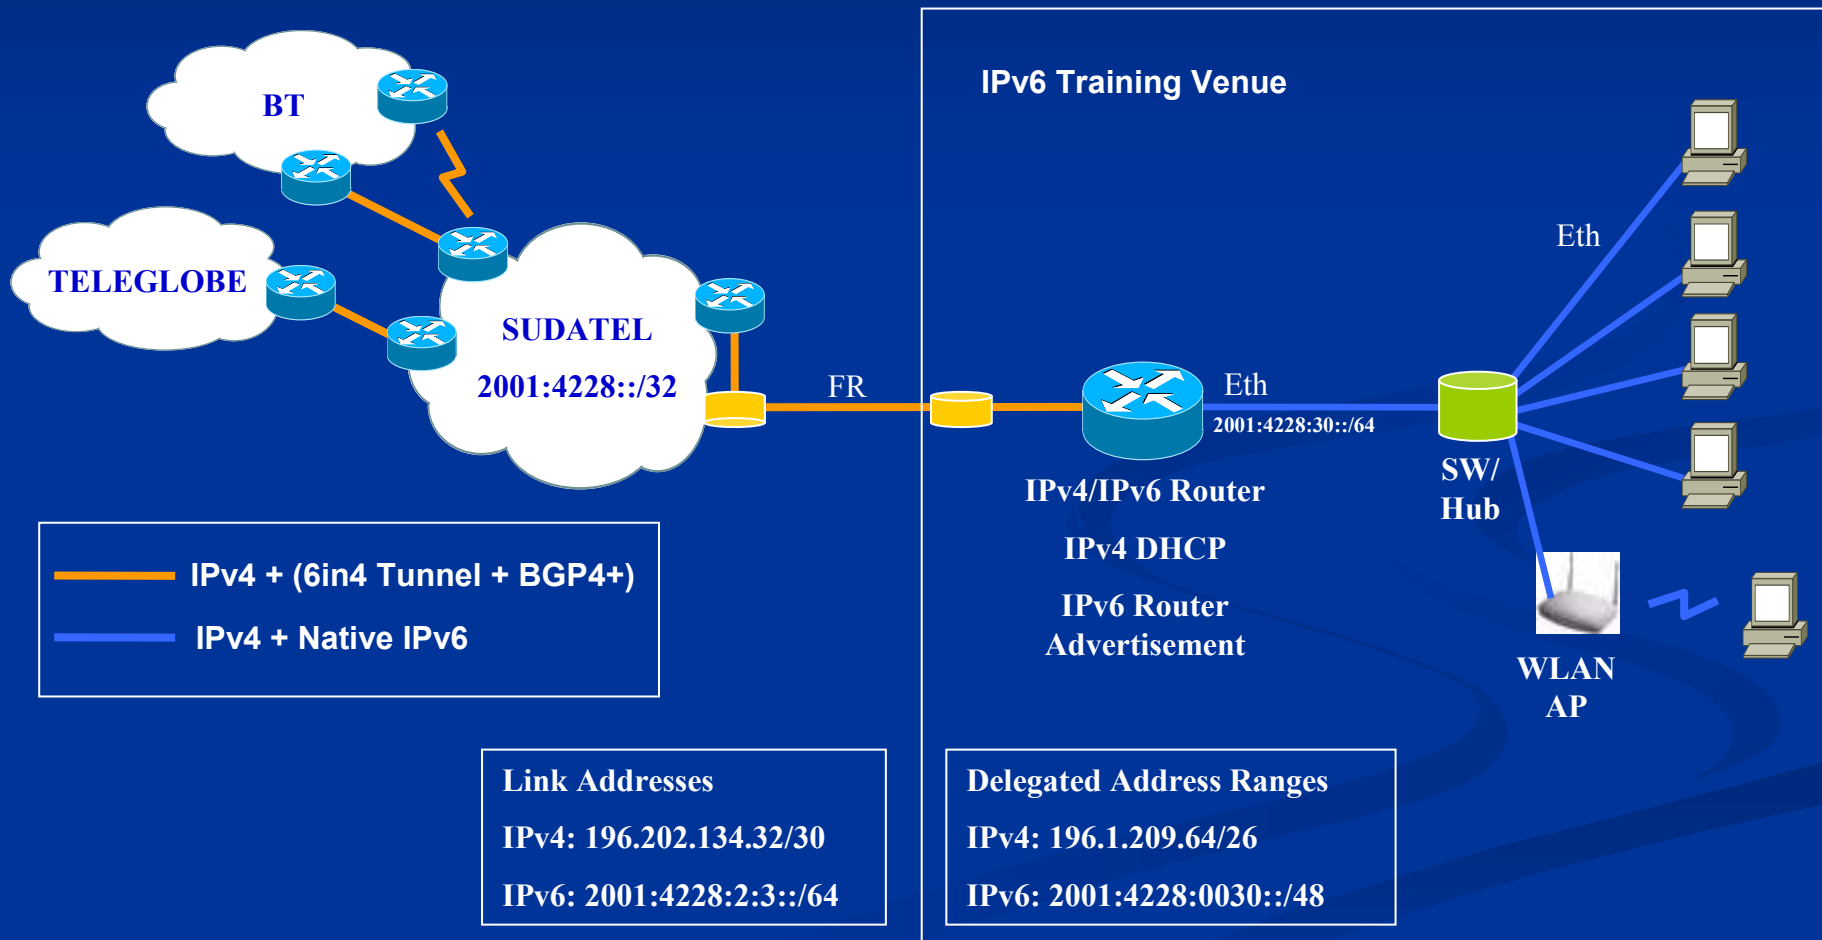 IPv6 Training Venue
BT
TELEGLOBE
SUDATEL
2001:4228::/32
FR
Eth
2001:4228:30::/64
Eth
IPv4/IPv6 Router
IPv4 DHCP
IPv6 Router
Advertisement
SW/
Hub
WLAN
AP
IPv4 + (6in4 Tunnel + BGP4+)
IPv4 + Native IPv6
Link Addresses
IPv4: 196.202.134.32/30
IPv6: 2001:4228:2:3::/64
Delegated Address Ranges
IPv4: 196.1.209.64/26
IPv6: 2001:4228:0030::/48